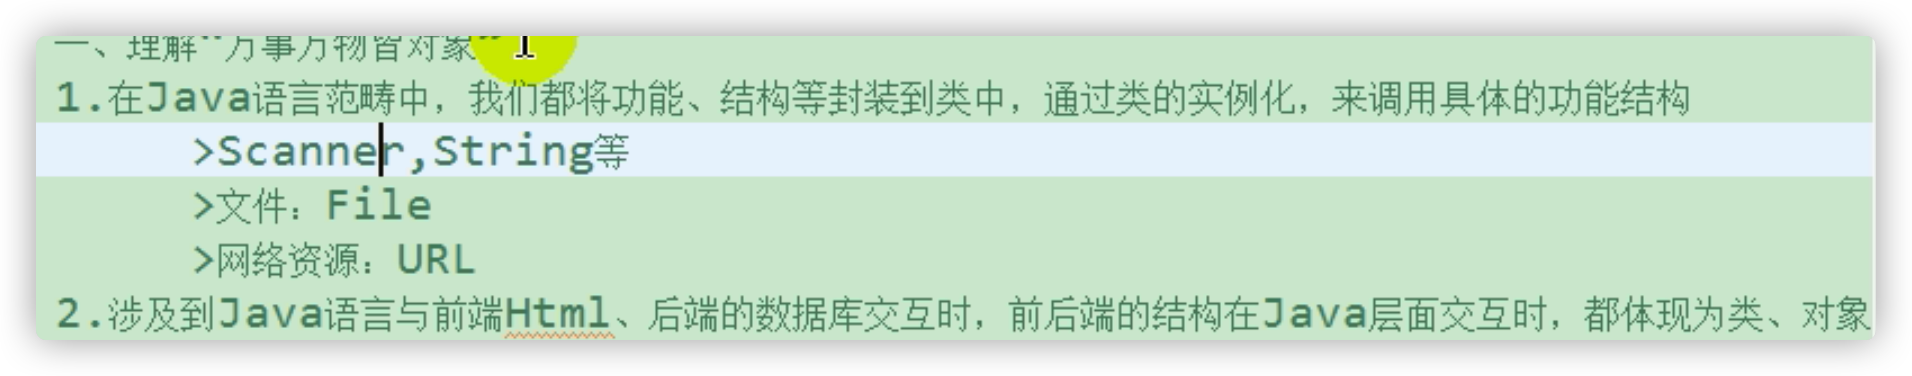 一、理解“万事万物皆对象”
1.在Java语言范畴中，我们都将功能、结构等封装到类中，通过类的实例化，来调用具体的功能结构
>Scanner,String等
>文件：File
>网络资源：URL
2.涉及到Java语言与前端Html、后端的数据库交互时，前后端的结构在Java层面交互时，都体现为类、对象